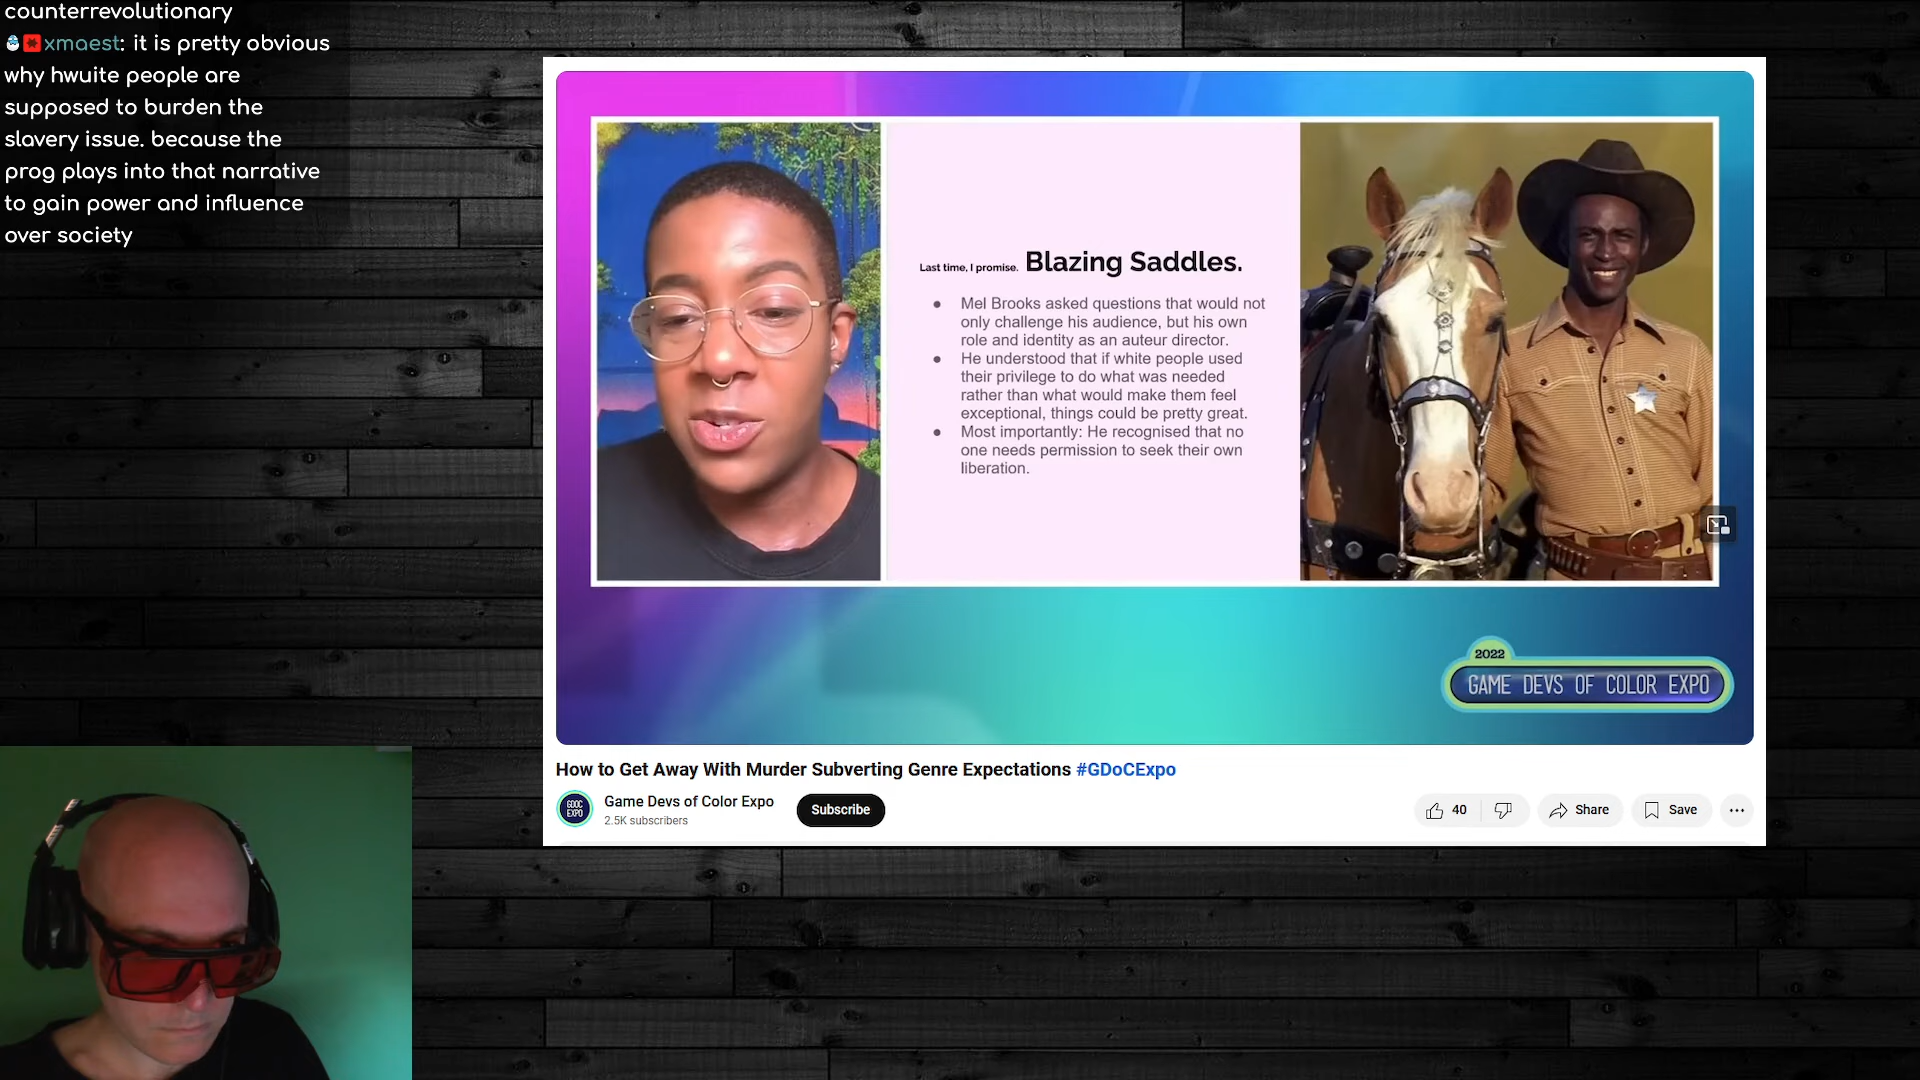 counterrevolutionary
xmaest: it is pretty obvious
why hwuite people are
supposed to burden the
slavery issue. because the
prog plays into that narrative
to gain power and influence
over society
Last time, I promise. Blazing Saddles.
● Mel Brooks asked questions that would not
only challenge his audience, but his own
role and identity as an auteur director.
● He understood that if white people used
their privilege to do what was needed
rather than what would make them feel
exceptional, things could be pretty great.
● Most importantly: He recognised that no
one needs permission to seek their own
liberation.
2022
GAME DEVS OF COLOR EXPO
How to Get Away With Murder Subverting Genre Expectations #GDoCExpo
GDOC
EXPO
Game Devs of Color Expo
2.5K subscribers
Subscribe
40
Share
Save